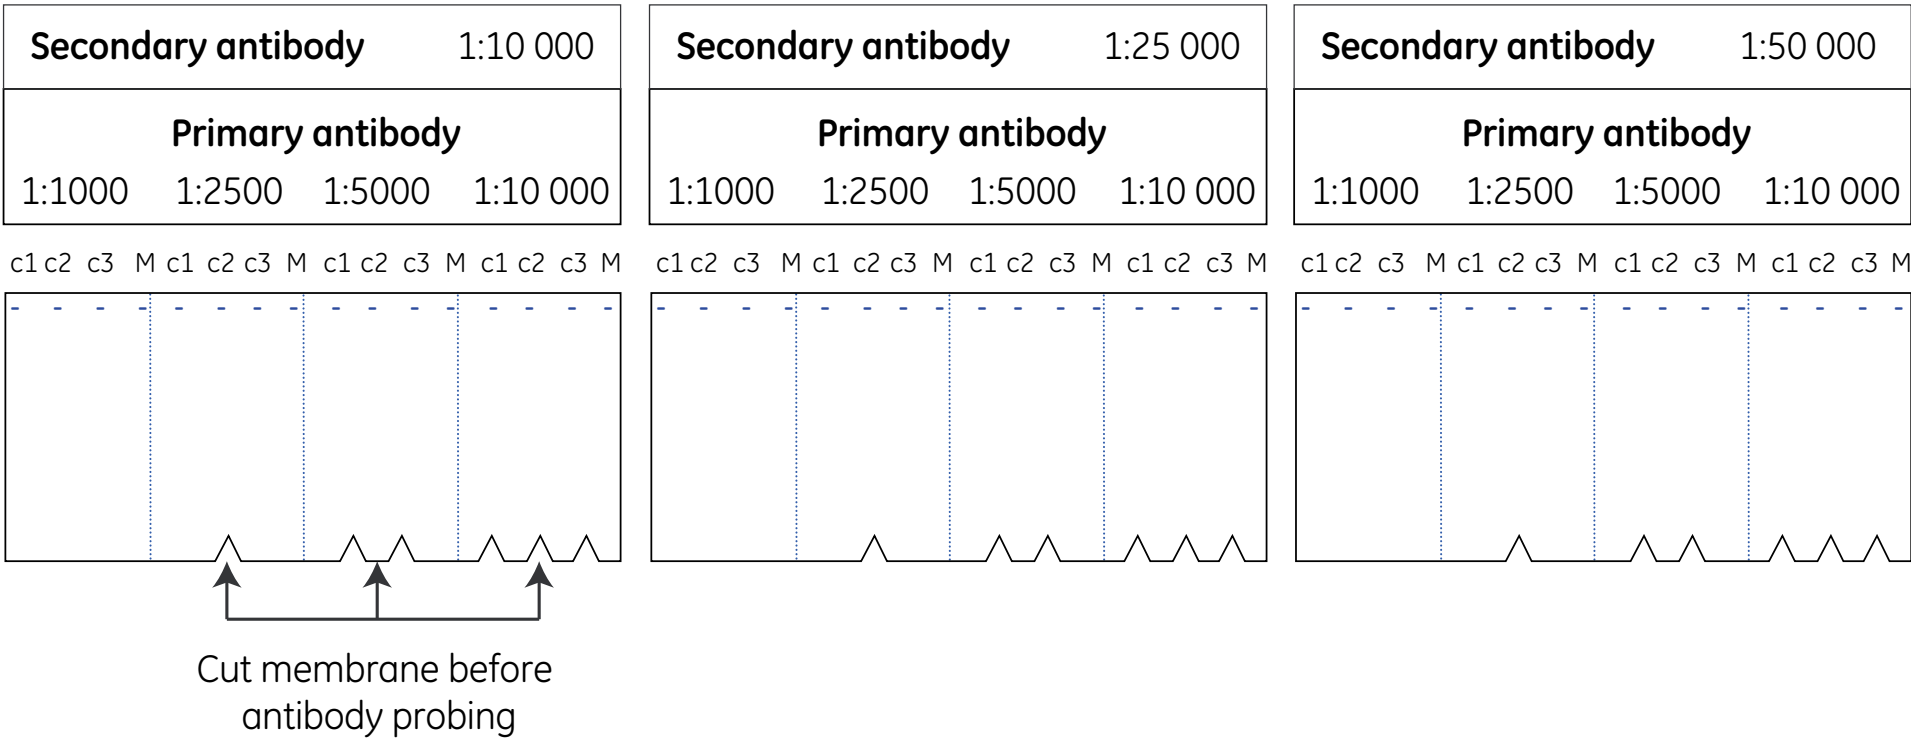 Secondary antibody 1:10 000
Primary antibody
1:1000 1:2500 1:5000 1:10 000
c1 c2 c3 M c1 c2 c3 M c1 c2 c3 M c1 c2 c3 M
Cut membrane before
antibody probing
Secondary antibody 1:25 000
Primary antibody
1:1000 1:2500 1:5000 1:10 000
c1 c2 c3 M c1 c2 c3 M c1 c2 c3 M c1 c2 c3 M
Secondary antibody 1:50 000
Primary antibody
1:1000 1:2500 1:5000 1:10 000
c1 c2 c3 M c1 c2 c3 M c1 c2 c3 M c1 c2 c3 M